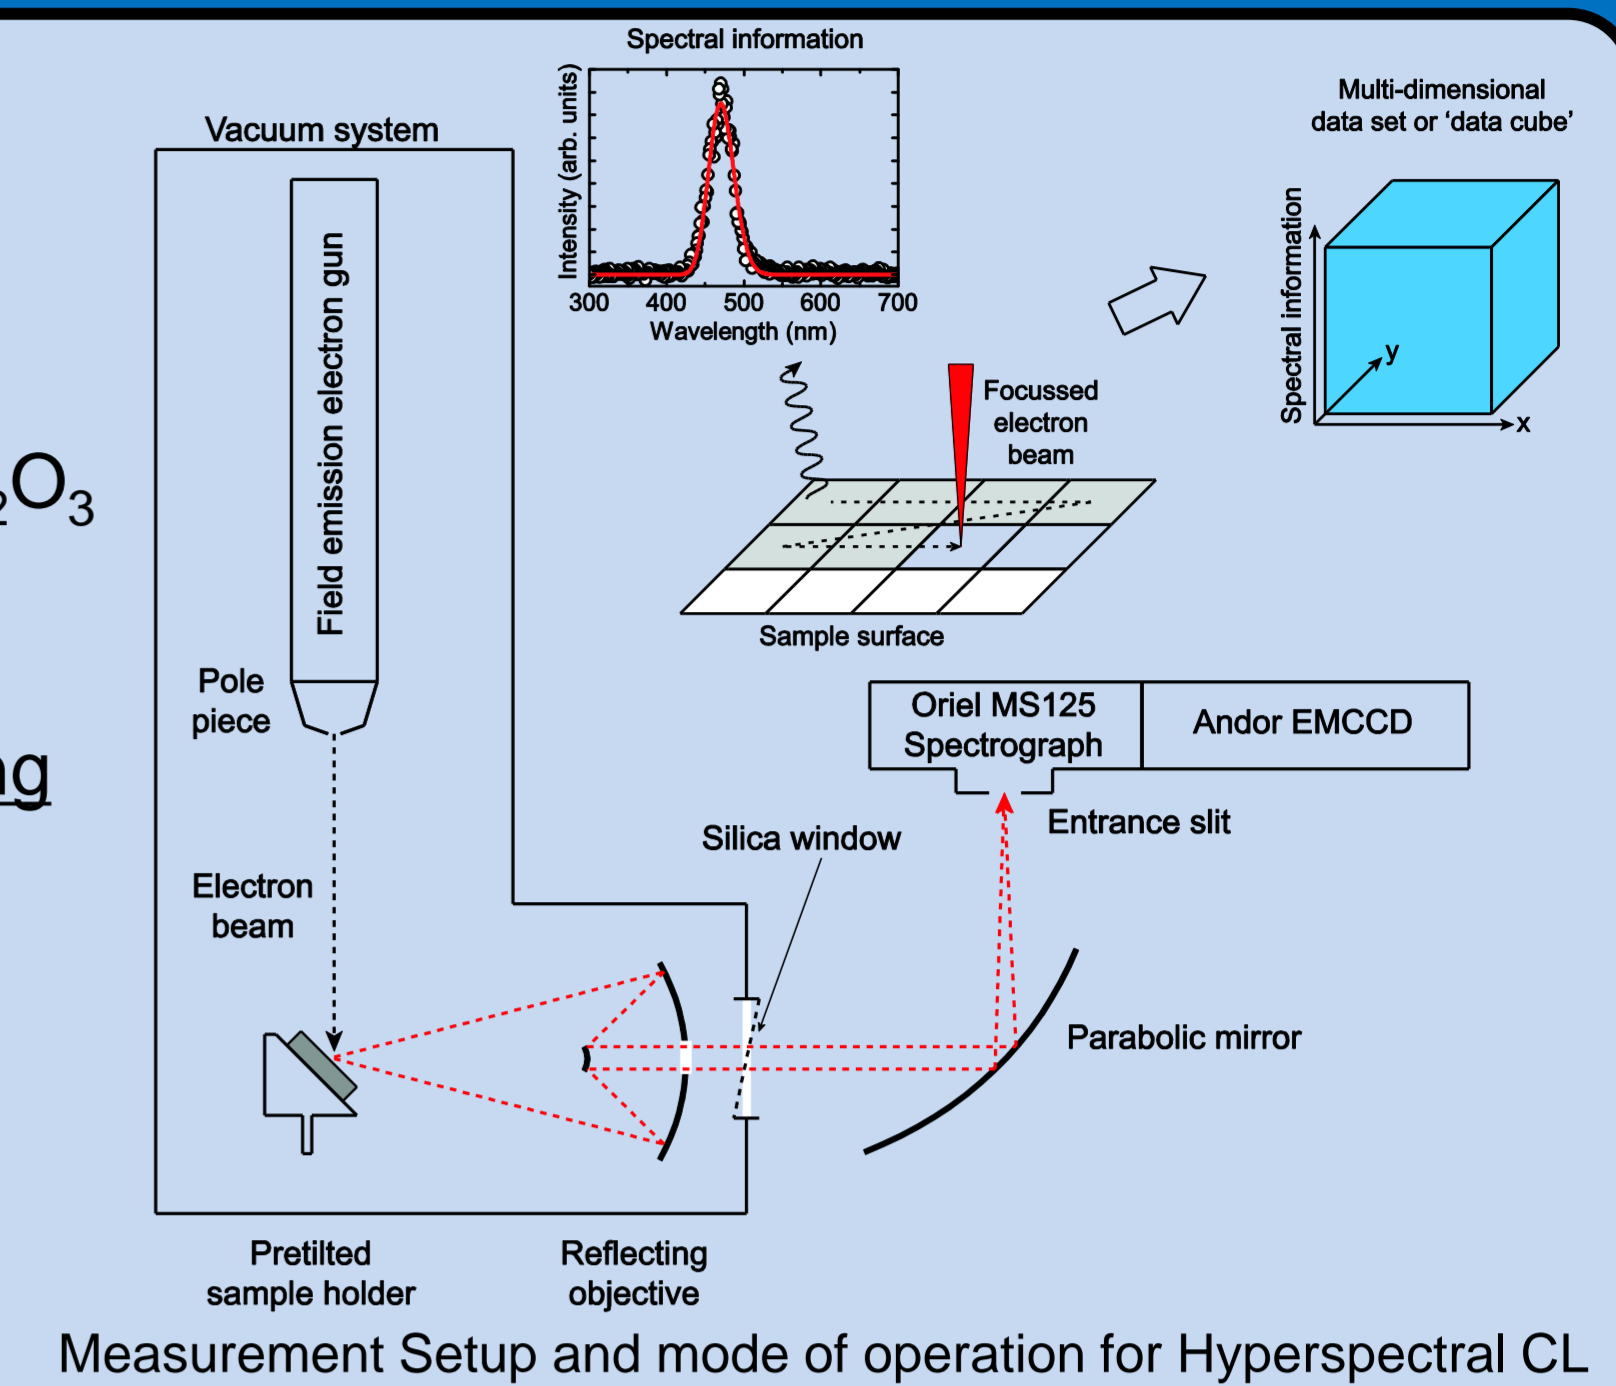 Spectral information
Intensity (arb. units)
300 400 500 600 700
Wavelength (nm)
Multi-dimensional
data set or ‘data cube’
Spectral information
y
x
Vacuum system
Field emission electron gun
Focussed
electron
beam
Sample surface
₂O₃
Pole
piece
Oriel MS125
Spectrograph
Andor EMCCD
ng
Entrance slit
Silica window
Electron
beam
Parabolic mirror
Pretilted
sample holder
Reflecting
objective
Measurement Setup and mode of operation for Hyperspectral CL